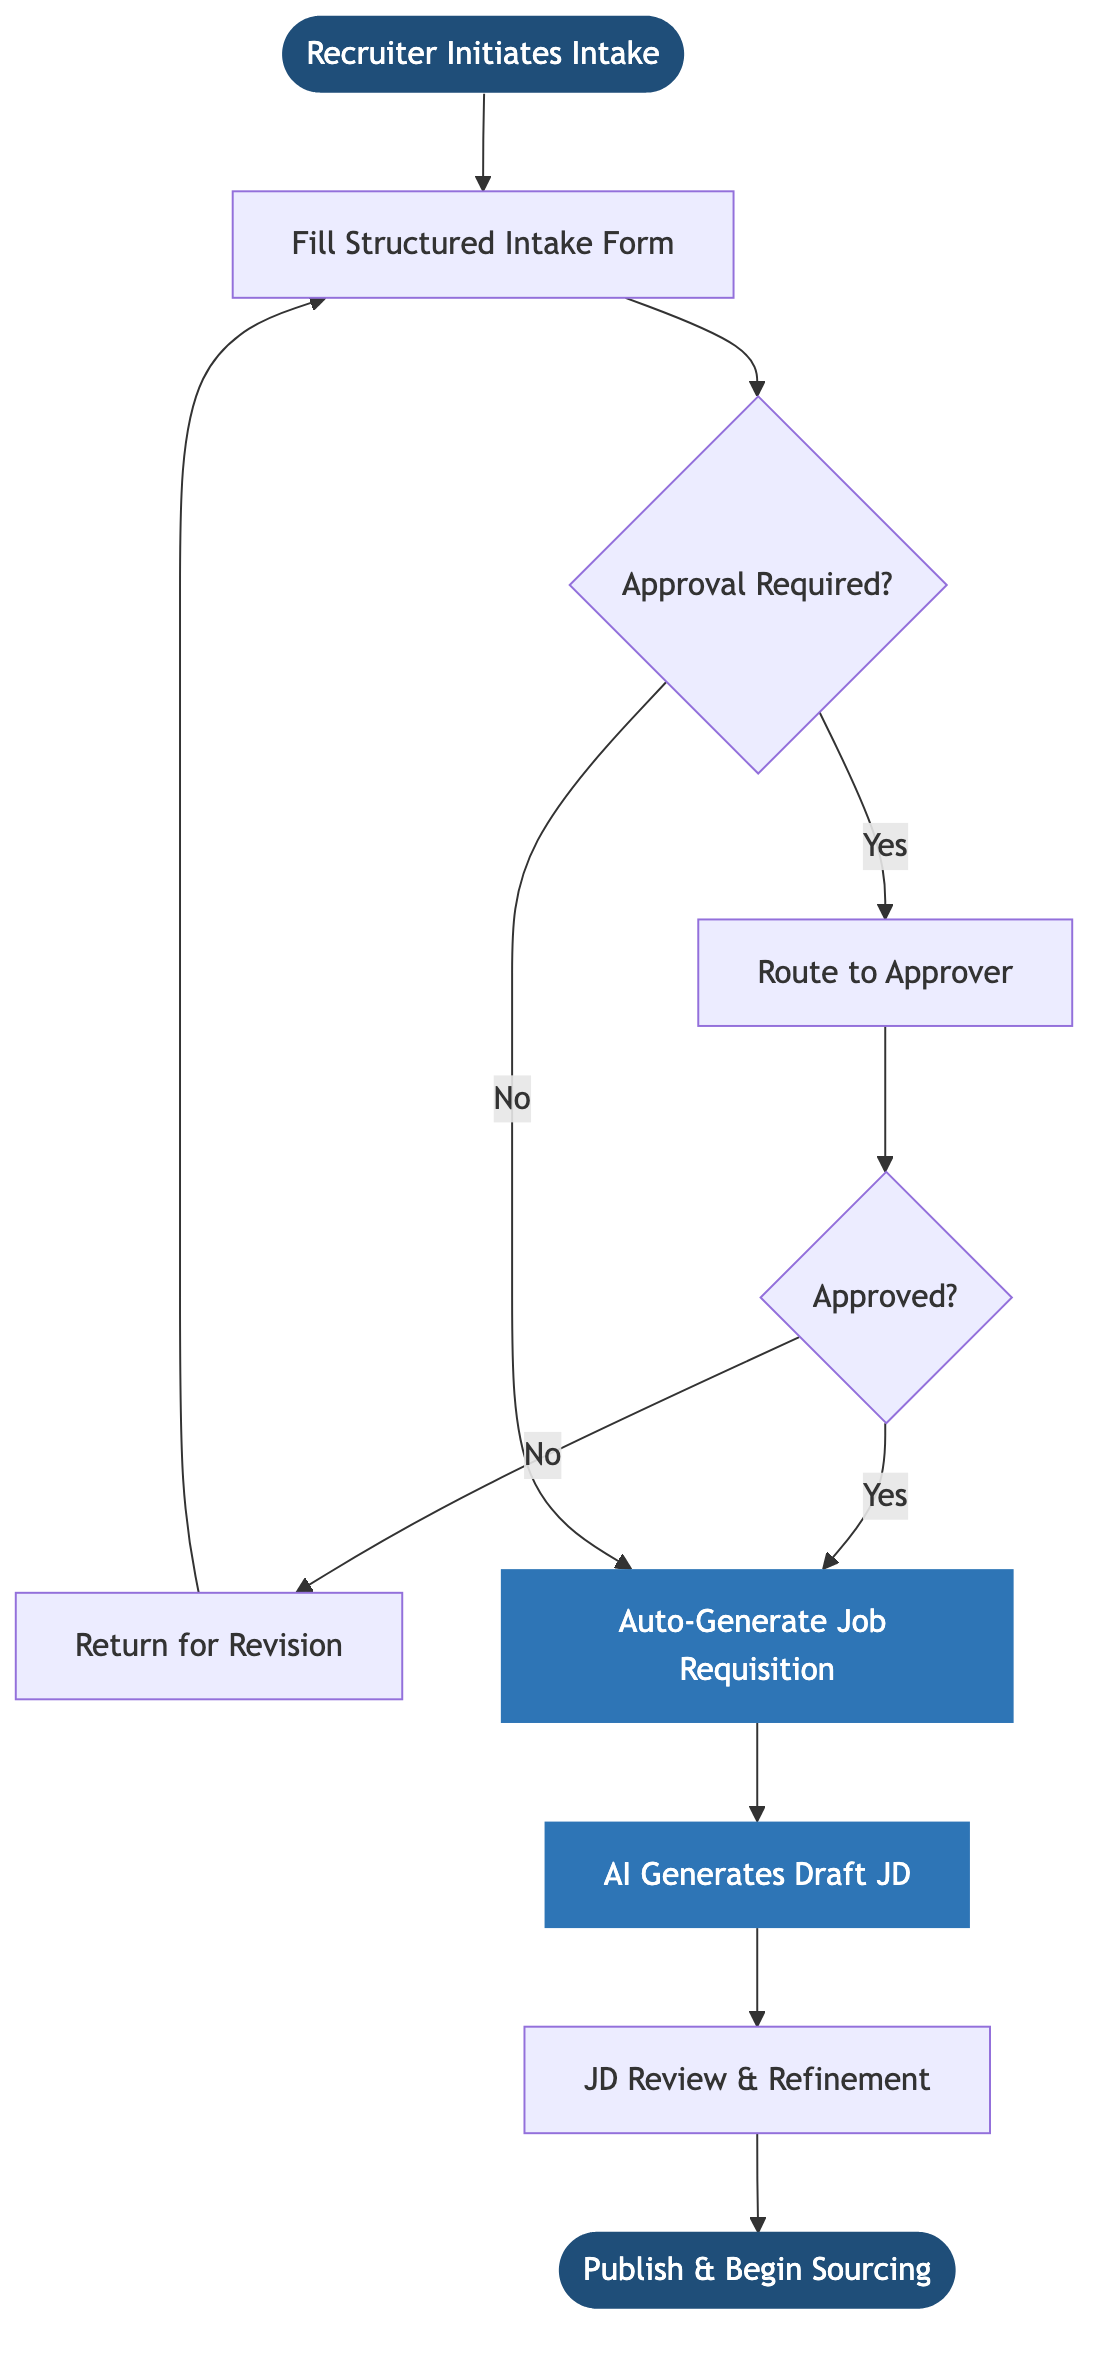 Recruiter Initiates Intake
Fill Structured Intake Form
Approval Required?
Yes
Route to Approver
No
Approved?
No
Yes
Auto-Generate Job
Requisition
Return for Revision
AI Generates Draft JD
JD Review & Refinement
Publish & Begin Sourcing